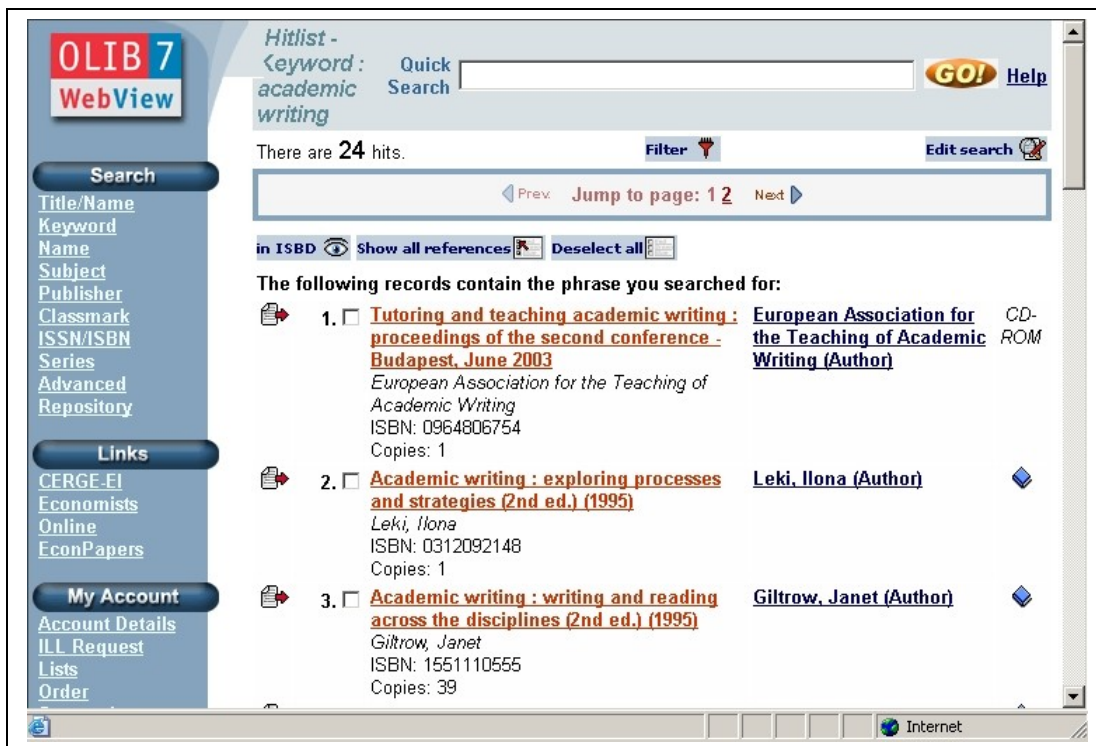 OLIB 7
WebView
Hitlist -
Keyword :
academic
writing
Quick
Search
GO!
Help
There are 24 hits.
Filter
Edit search
Prev. Jump to page: 1 2 Next
in ISBD Show all references Deselect all
The following records contain the phrase you searched for:
Search
Title/Name
Keyword
Name
Subject
Publisher
Classmark
ISSN/ISBN
Series
Advanced
Repository
Links
CERGE-EI
Economists
Online
EconPapers
My Account
Account Details
ILL Request
Lists
Order
1. Tutoring and teaching academic writing :
proceedings of the second conference -
Budapest, June 2003
European Association for the Teaching of
Academic Writing
ISBN: 0964806754
Copies: 1
European Association for
the Teaching of Academic
Writing (Author)
CD-
ROM
2. Academic writing : exploring processes
and strategies (2nd ed.) (1995)
Leki, Ilona
ISBN: 0312092148
Copies: 1
Leki, Ilona (Author)
3. Academic writing : writing and reading
across the disciplines (2nd ed.) (1995)
Giltrow, Janet
ISBN: 1551110555
Copies: 39
Giltrow, Janet (Author)
Internet